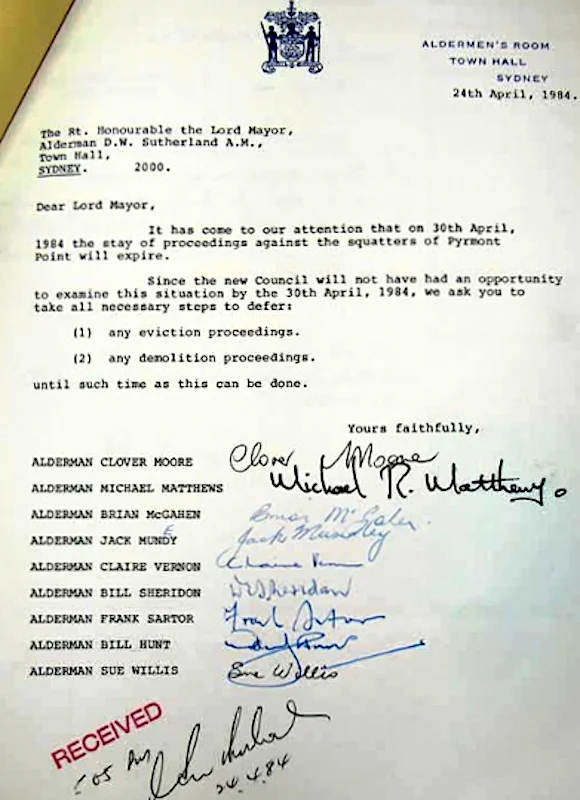 ALDERMEN'S ROOM
TOWN HALL
SYDNEY
24th April, 1984.
The Rt. Honourable the Lord Mayor,
Alderman D.W. Sutherland A.M.,
Town Hall,
SYDNEY. 2000.
Dear Lord Mayor,
It has come to our attention that on 30th April,
1984 the stay of proceedings against the squatters of Pyrmont
Point will expire.
Since the new Council will not have had an opportunity
to examine this situation by the 30th April, 1984, we ask you to
take all necessary steps to defer:
(1) any eviction proceedings.
(2) any demolition proceedings.
until such time as this can be done.
Yours faithfully,
ALDERMAN CLOVER MOORE Clover Moore
ALDERMAN MICHAEL MATTHEWS Michael R. Matthews
ALDERMAN BRIAN McGAHEN
ALDERMAN JACK MUNDEY Jack Mundey
ALDERMAN CLAIRE VERNON Claire
ALDERMAN BILL SHERIDON Sheridan
ALDERMAN FRANK SARTOR Frank Sartor
ALDERMAN BILL HUNT
ALDERMAN SUE WILLIS Sue Willis
RECEIVED
24.4.84